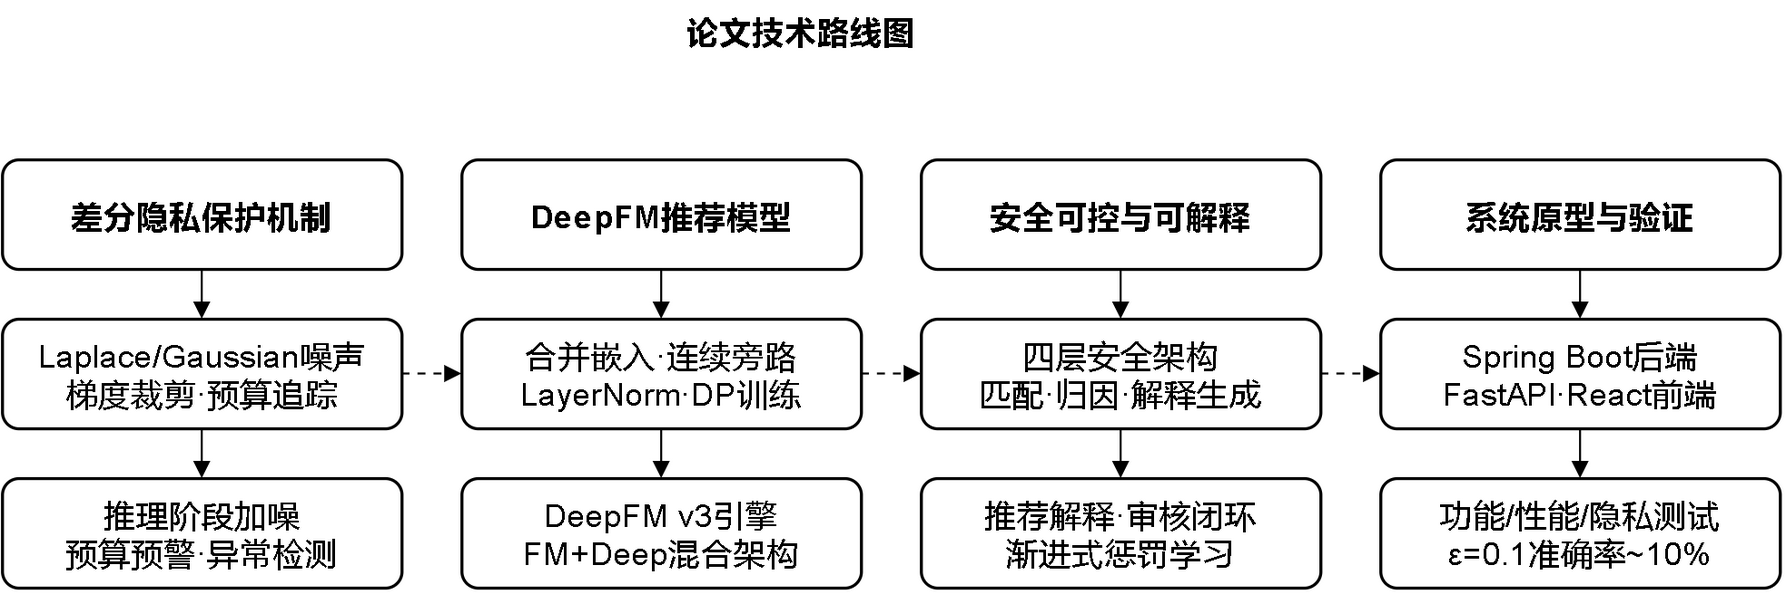 论文技术路线图
差分隐私保护机制
DeepFM推荐模型
安全可控与可解释
系统原型与验证
Laplace/Gaussian噪声
梯度裁剪·预算追踪
合并嵌入·连续旁路
LayerNorm·DP训练
四层安全架构
匹配·归因·解释生成
Spring Boot后端
FastAPI·React前端
推理阶段加噪
预算预警·异常检测
DeepFM v3引擎
FM+Deep混合架构
推荐解释·审核闭环
渐进式惩罚学习
功能/性能/隐私测试
ε=0.1准确率~10%